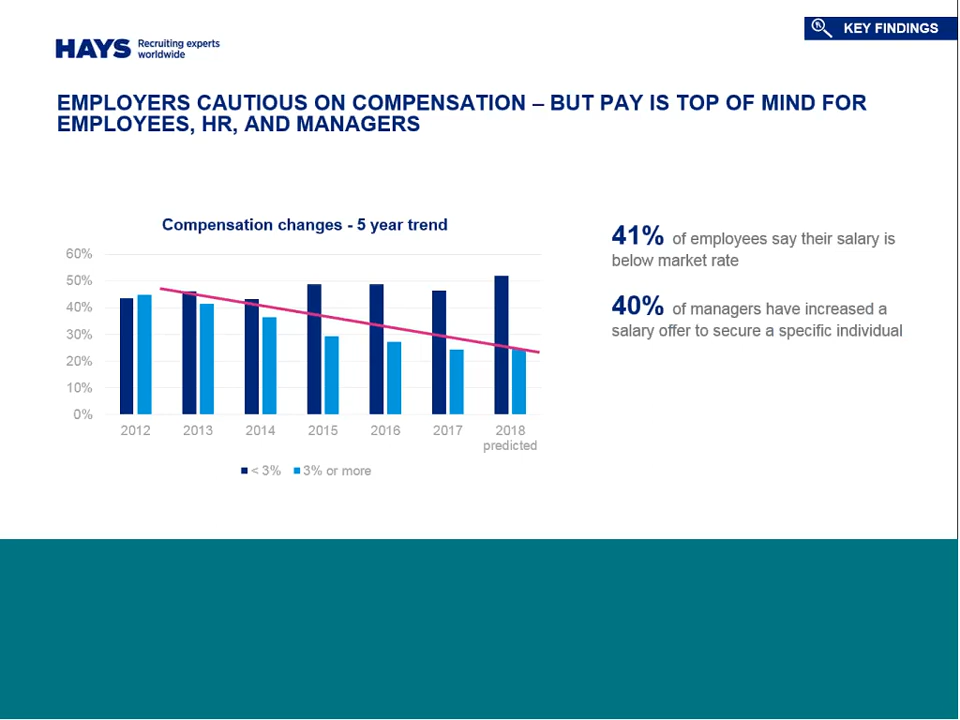 KEY FINDINGS
HAYS Recruiting experts
worldwide
EMPLOYERS CAUTIOUS ON COMPENSATION – BUT PAY IS TOP OF MIND FOR
EMPLOYEES, HR, AND MANAGERS
Compensation changes - 5 year trend
60%
50%
40%
30%
20%
10%
0%
2012 2013 2014 2015 2016 2017 2018
predicted
< 3% 3% or more
41% of employees say their salary is
below market rate
40% of managers have increased a
salary offer to secure a specific individual